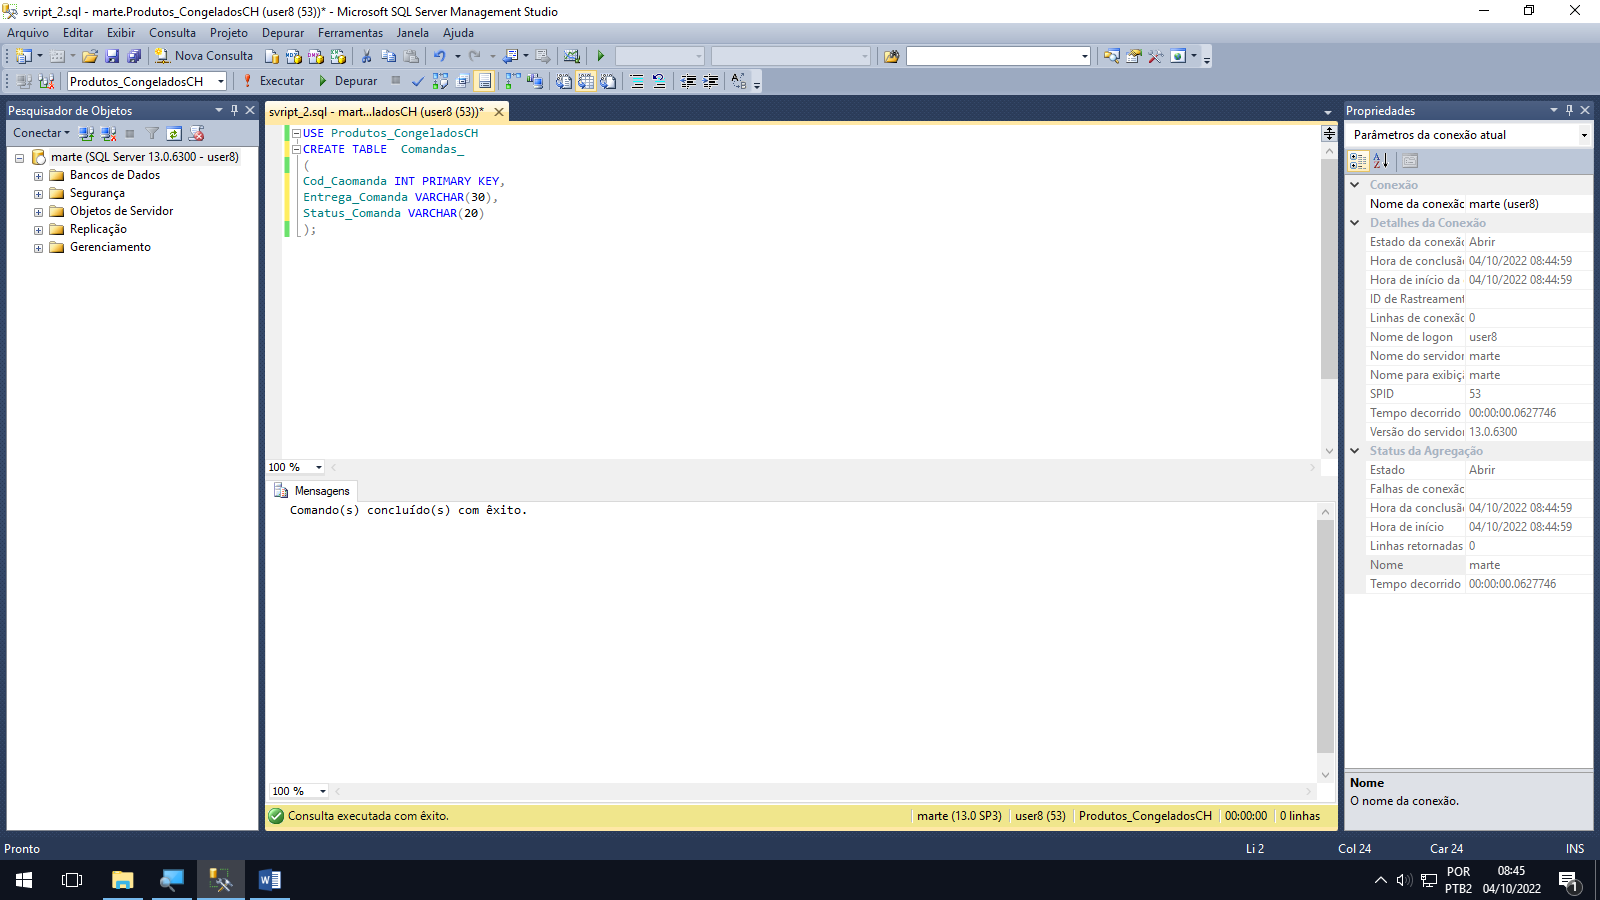 svript_2.sql - marte.Produtos_CongeladosCH (user8 (53))* - Microsoft SQL Server Management Studio
Arquivo Editar Exibir Consulta Projeto Depurar Ferramentas Janela Ajuda
Nova Consulta
Produtos_CongeladosCH Executar Depurar
Pesquisador de Objetos
Conectar
marte (SQL Server 13.0.6300 - user8)
Bancos de Dados
Segurança
Objetos de Servidor
Replicação
Gerenciamento
svript_2.sql - mart...ladosCH (user8 (53))*
USE Produtos_CongeladosCH
CREATE TABLE  Comandas_
(
Cod_Caomanda INT PRIMARY KEY,
Entrega_Comanda VARCHAR(30),
Status_Comanda VARCHAR(20)
);
100 %
Mensagens
Comando(s) concluído(s) com êxito.
100 %
Consulta executada com êxito. marte (13.0 SP3) user8 (53) Produtos_CongeladosCH 00:00:00 0 linhas
Propriedades
Parâmetros da conexão atual
Conexão
Nome da conexão marte (user8)
Detalhes da Conexão
Estado da conexão Abrir
Hora de conclusão 04/10/2022 08:44:59
Hora de início da 04/10/2022 08:44:59
ID de Rastreament
Linhas de conexão 0
Nome de logon user8
Nome do servidor marte
Nome para exibiçã marte
SPID 53
Tempo decorrido 00:00:00.0627746
Versão do servidor 13.0.6300
Status da Agregação
Estado Abrir
Falhas de conexão
Hora da conclusão 04/10/2022 08:44:59
Hora de início 04/10/2022 08:44:59
Linhas retornadas 0
Nome marte
Tempo decorrido 00:00:00.0627746
Nome
O nome da conexão.
Pronto Li 2 Col 24 Car 24 INS
POR
PTB2
08:45
04/10/2022
1